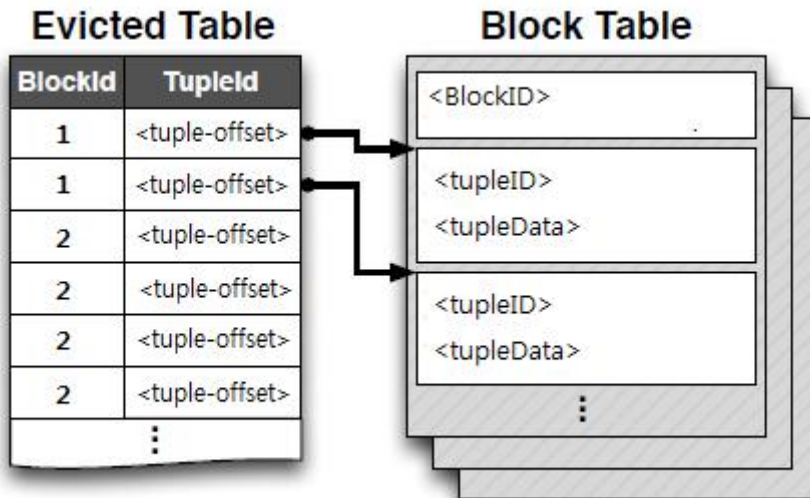 Evicted Table
BlockId TupleId
1 <tuple-offset>
1 <tuple-offset>
2 <tuple-offset>
2 <tuple-offset>
2 <tuple-offset>
2 <tuple-offset>
Block Table
<BlockID>
<tupleID>
<tupleData>
<tupleID>
<tupleData>